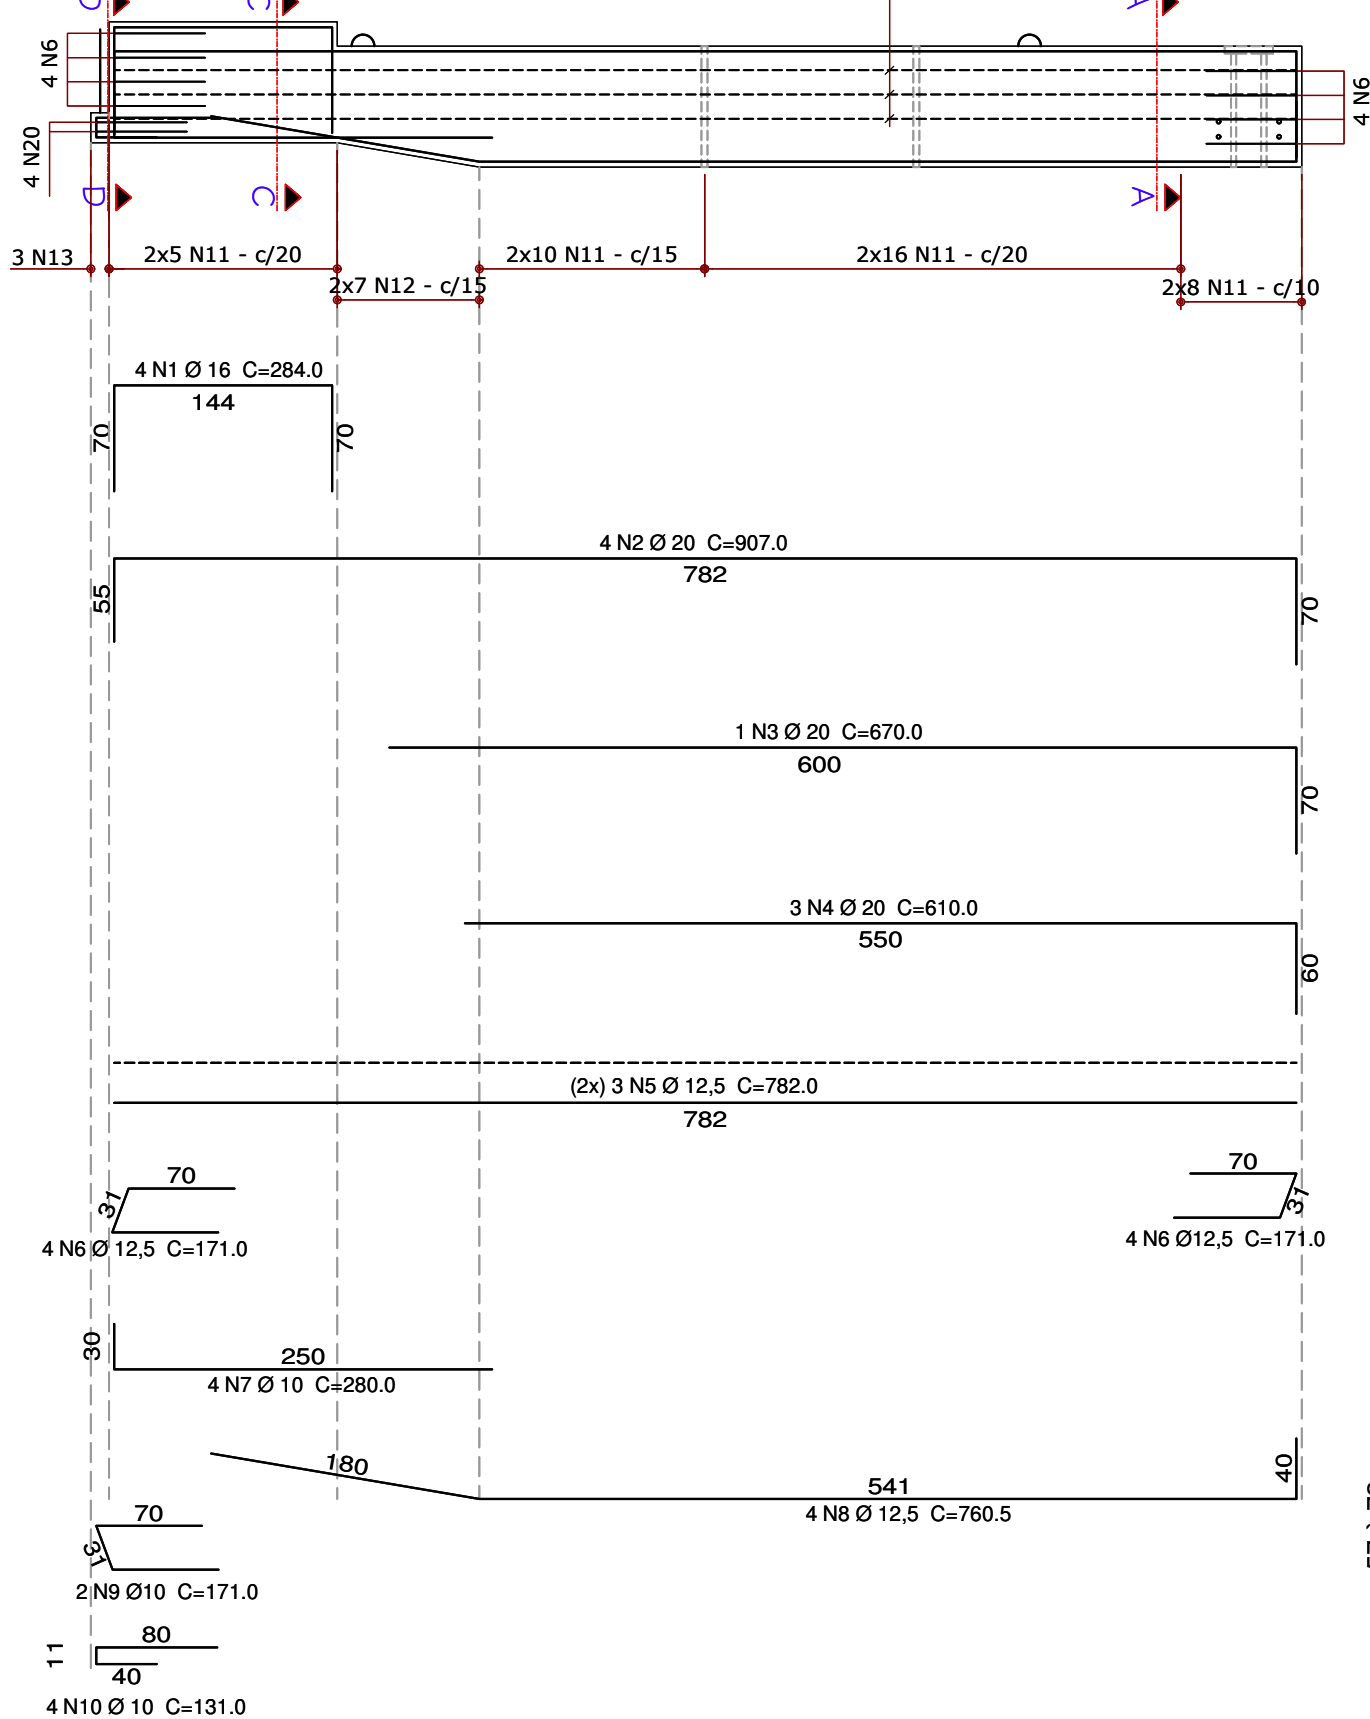 D
C
A
4 N6
4 N20
4 N6
D
C
A
3 N13
2x5 N11 - c/20
2x10 N11 - c/15
2x16 N11 - c/20
2x7 N12 - c/15
2x8 N11 - c/10
4 N1 Ø 16 C=284.0
144
70
70
4 N2 Ø 20 C=907.0
782
55
70
1 N3 Ø 20 C=670.0
600
70
3 N4 Ø 20 C=610.0
550
60
(2x) 3 N5 Ø 12,5 C=782.0
782
70
31
4 N6 Ø 12,5 C=171.0
70
31
4 N6 Ø12,5 C=171.0
30
250
4 N7 Ø 10 C=280.0
180
541
40
4 N8 Ø 12,5 C=760.5
70
31
2 N9 Ø10 C=171.0
80
11
40
4 N10 Ø 10 C=131.0